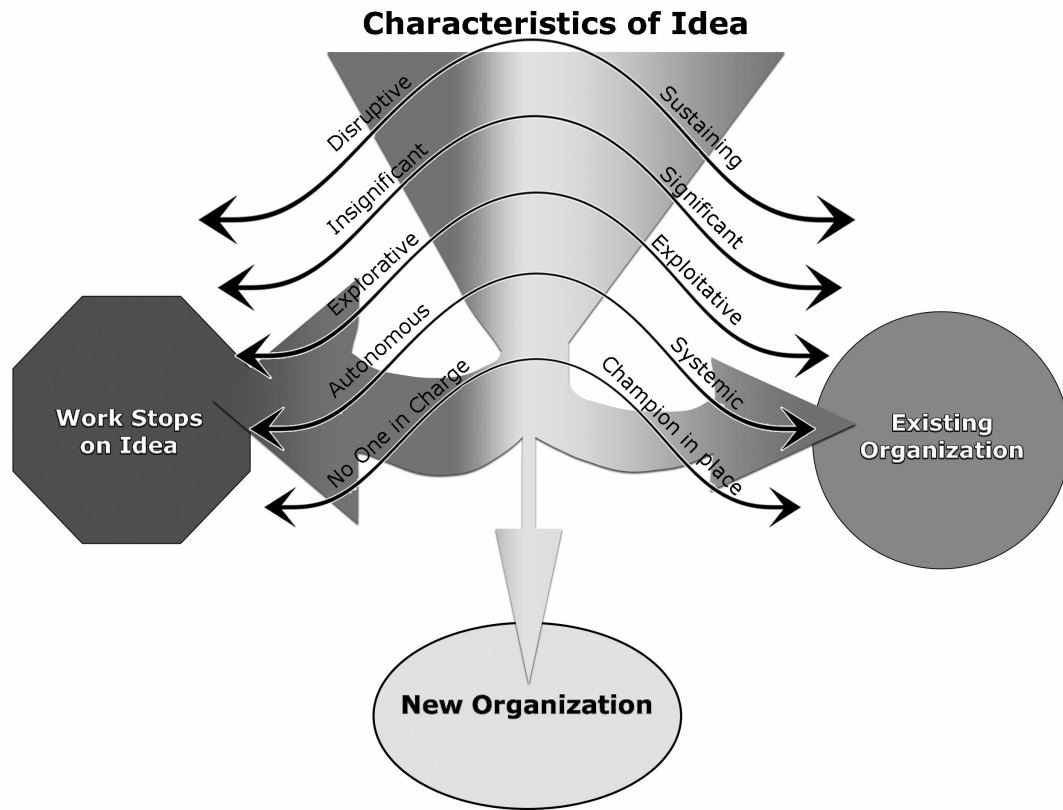 Characteristics of Idea
Disruptive
Sustaining
Insignificant
Significant
Explorative
Exploitative
Autonomous
Systemic
No One in Charge
Champion in place
Work Stops
on Idea
Existing
Organization
New Organization